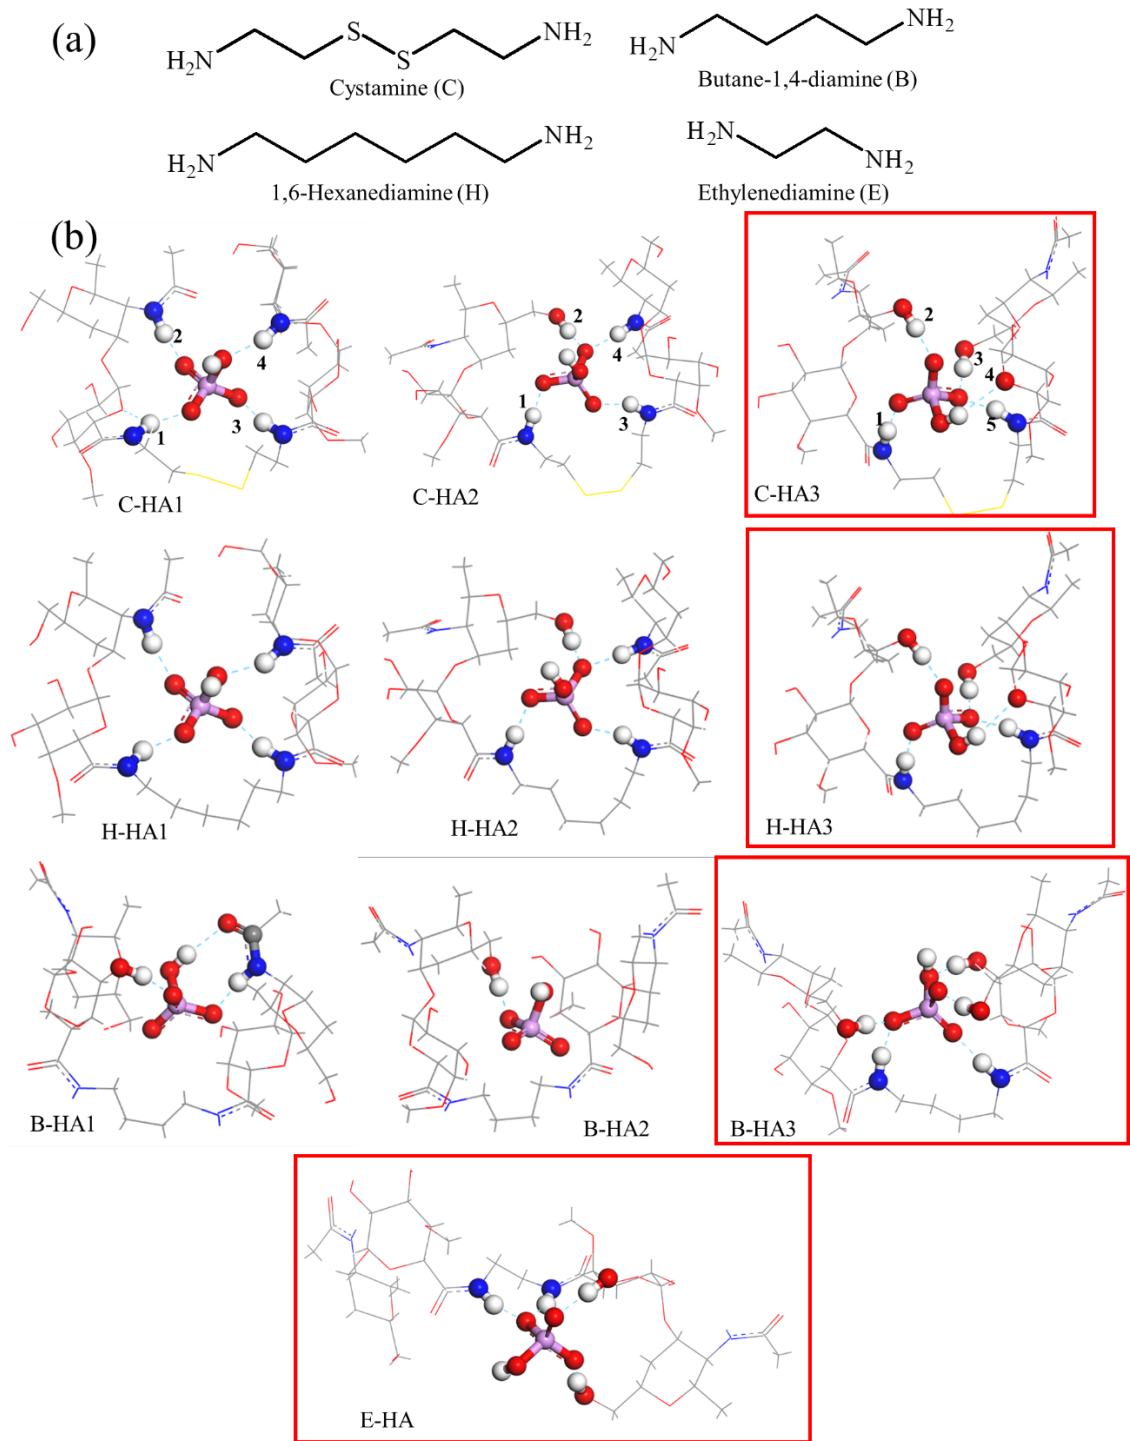 (a)
H₂N S S NH₂
Cystamine (C)
H₂N NH₂
Butane-1,4-diamine (B)
H₂N NH₂
1,6-Hexanediamine (H)
H₂N NH₂
Ethylenediamine (E)
(b)
2 4 1 3
C-HA1
2 4 1 3
C-HA2
2 3 4 1 5
C-HA3
H-HA1
H-HA2
H-HA3
B-HA1
B-HA2
B-HA3
E-HA